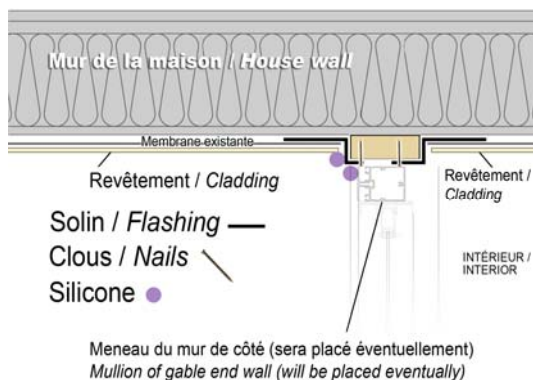 Mur de la maison / House wall
Membrane existante
Revêtement / Cladding
Revêtement /
Cladding
Solin / Flashing
Clous / Nails
Silicone
INTÉRIEUR /
INTERIOR
Meneau du mur de côté (sera placé éventuellement)
Mullion of gable end wall (will be placed eventually)